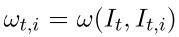 ω_{t,i} = ω(I_t, I_{t,i})